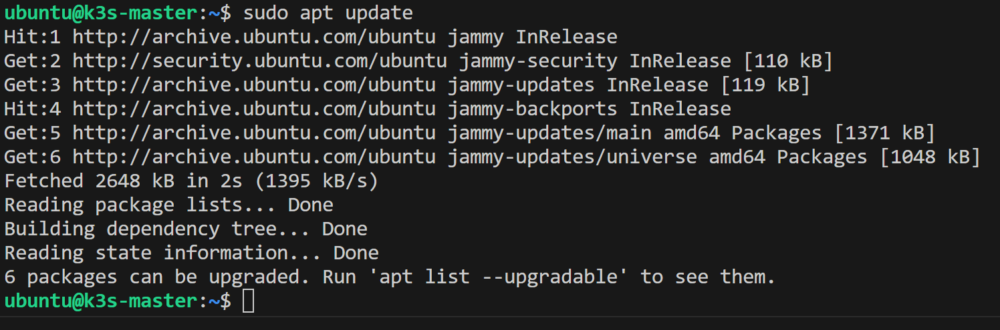 ubuntu@k3s-master:~$ sudo apt update
Hit:1 http://archive.ubuntu.com/ubuntu jammy InRelease
Get:2 http://security.ubuntu.com/ubuntu jammy-security InRelease [110 kB]
Get:3 http://archive.ubuntu.com/ubuntu jammy-updates InRelease [119 kB]
Hit:4 http://archive.ubuntu.com/ubuntu jammy-backports InRelease
Get:5 http://archive.ubuntu.com/ubuntu jammy-updates/main amd64 Packages [1371 kB]
Get:6 http://archive.ubuntu.com/ubuntu jammy-updates/universe amd64 Packages [1048 kB]
Fetched 2648 kB in 2s (1395 kB/s)
Reading package lists... Done
Building dependency tree... Done
Reading state information... Done
6 packages can be upgraded. Run 'apt list --upgradable' to see them.
ubuntu@k3s-master:~$